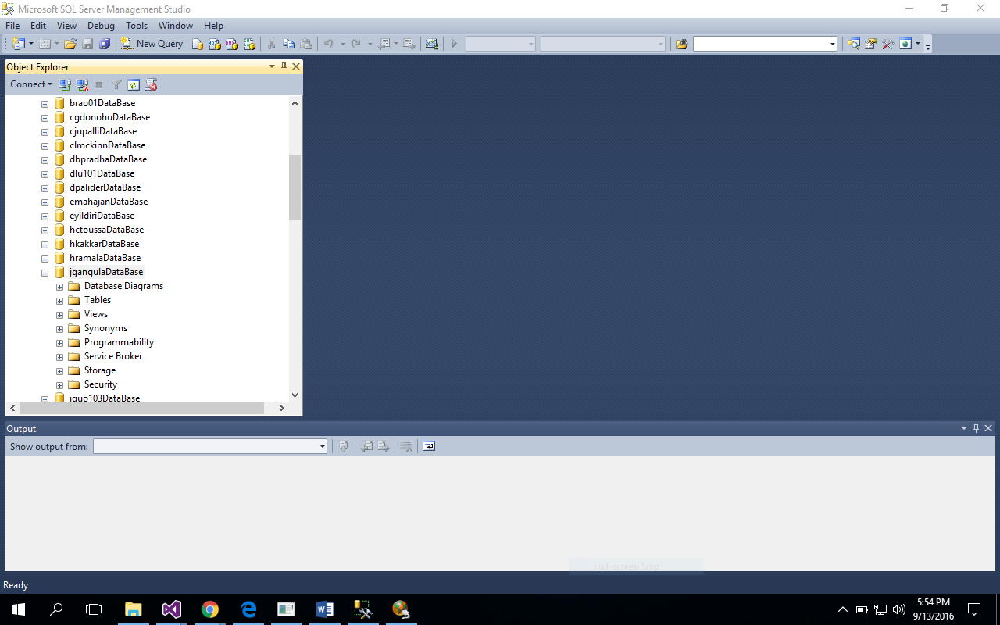 Microsoft SQL Server Management Studio
File Edit View Debug Tools Window Help
New Query
Object Explorer
Connect
brao01DataBase
cgdonohuDataBase
cjupalliDataBase
clmckinnDataBase
dbpradhaDataBase
dlu101DataBase
dpaliderDataBase
emahajanDataBase
eyildiriDataBase
hctoussaDataBase
hkakkarDataBase
hramalaDataBase
jgangulaDataBase
Database Diagrams
Tables
Views
Synonyms
Programmability
Service Broker
Storage
Security
jguo103DataBase
Output
Show output from:
Full-screen Snip
Ready
5:54 PM
9/13/2016